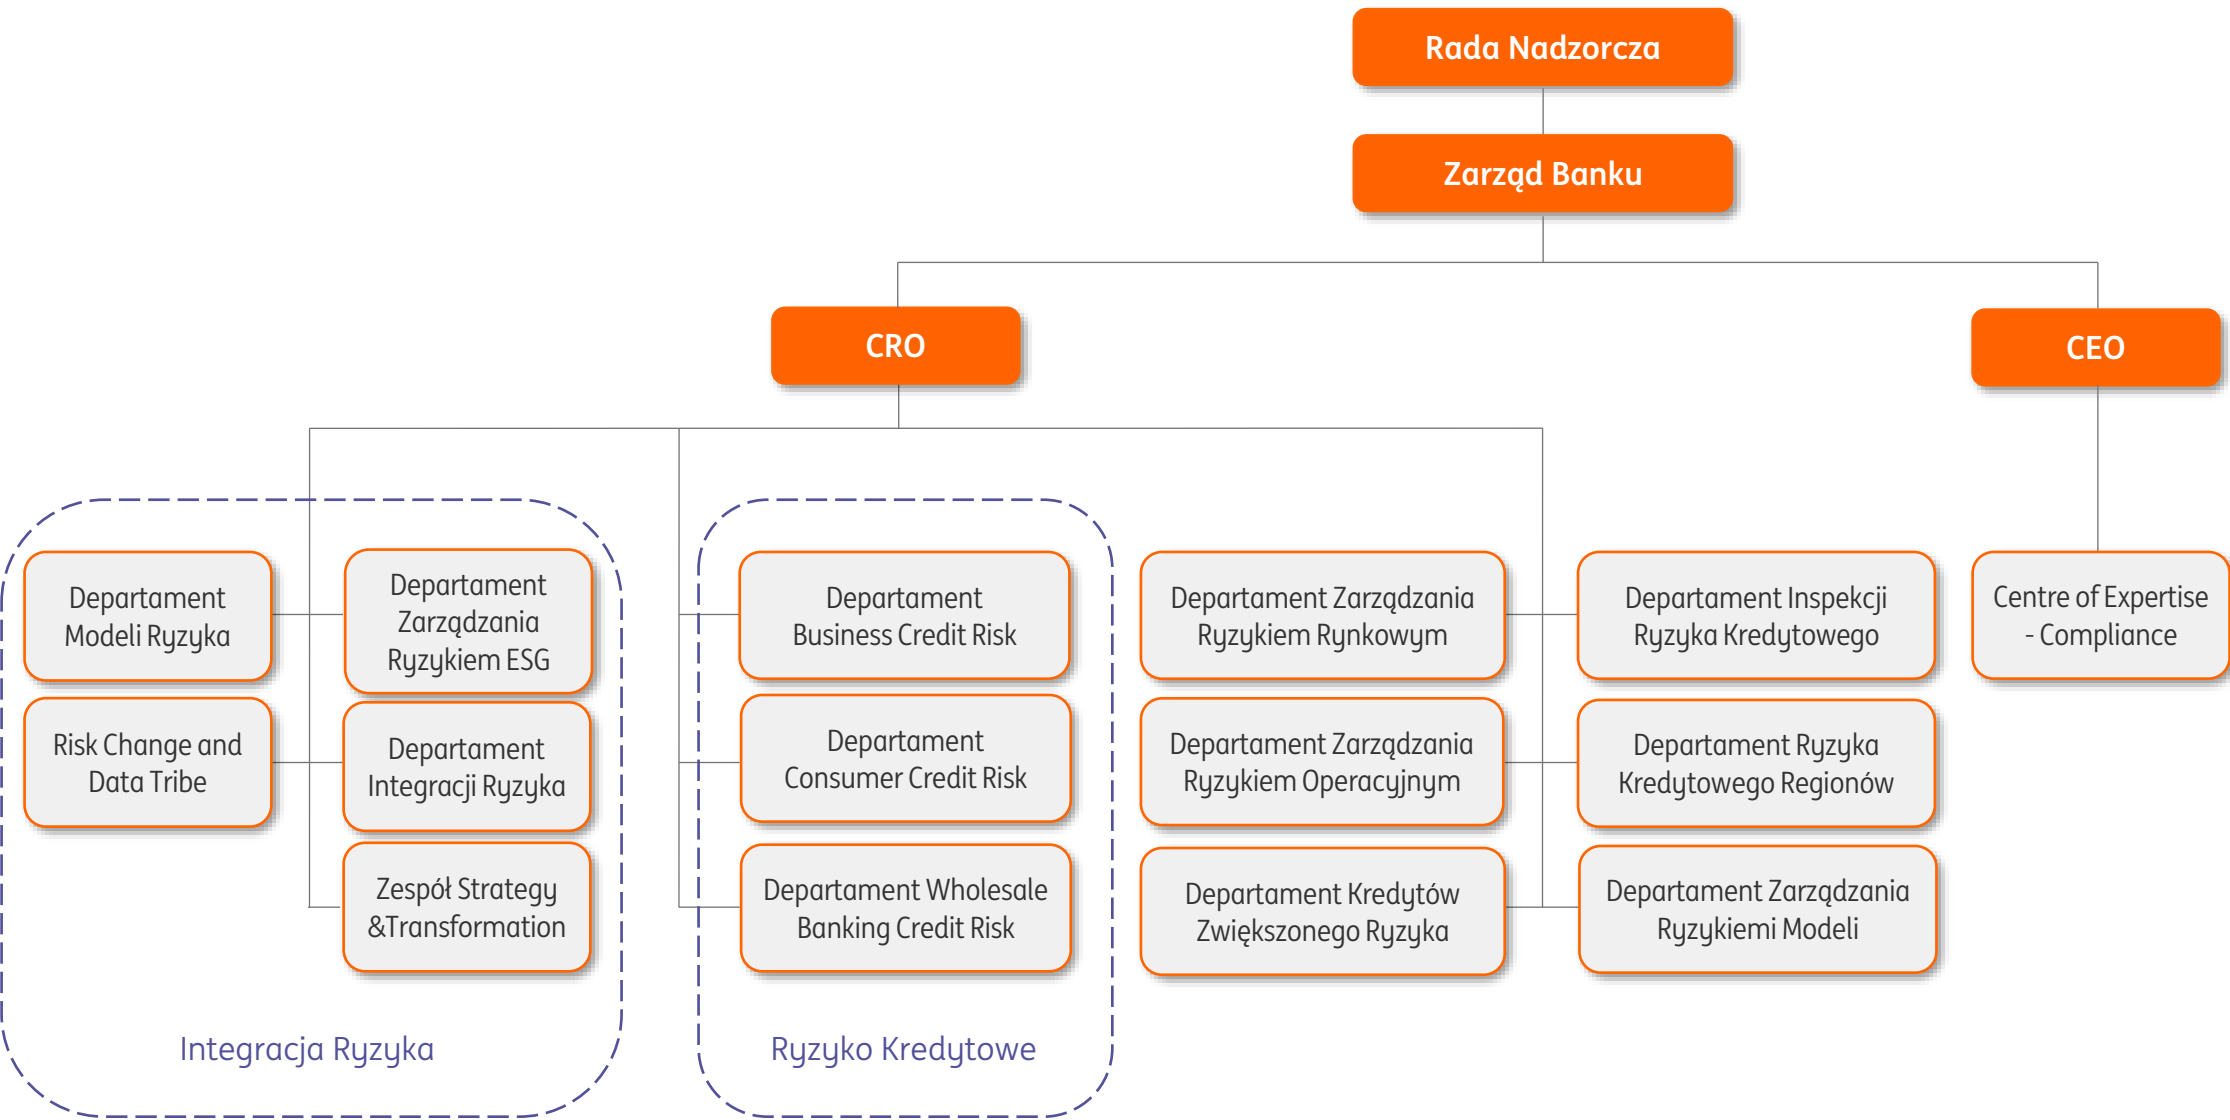 Rada Nadzorcza
Zarząd Banku
CRO
CEO
Departament
Modeli Ryzyka
Departament
Zarządzania
Ryzykiem ESG
Departament
Business Credit Risk
Departament Zarządzania
Ryzykiem Rynkowym
Departament Inspekcji
Ryzyka Kredytowego
Centre of Expertise
- Compliance
Risk Change and
Data Tribe
Departament
Integracji Ryzyka
Departament
Consumer Credit Risk
Departament Zarządzania
Ryzykiem Operacyjnym
Departament Ryzyka
Kredytowego Regionów
Zespół Strategy
&Transformation
Departament Wholesale
Banking Credit Risk
Departament Kredytów
Zwiększonego Ryzyka
Departament Zarządzania
Ryzykiemi Modeli
Integracja Ryzyka
Ryzyko Kredytowe